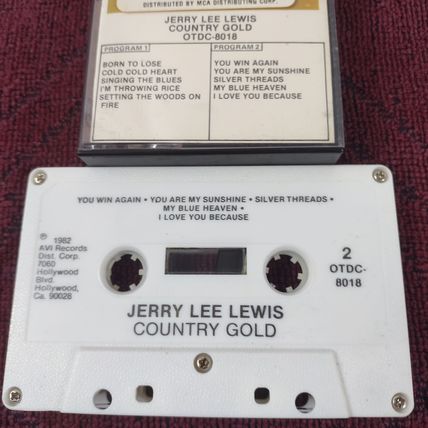 DISTRIBUTED BY MCA DISTRIBUTING CORP.
JERRY LEE LEWIS
COUNTRY GOLD
OTDC-8018
PROGRAM 1
BORN TO LOSE
COLD COLD HEART
SINGING THE BLUES
I'M THROWING RICE
SETTING THE WOODS ON
FIRE
PROGRAM 2
YOU WIN AGAIN
YOU ARE MY SUNSHINE
SILVER THREADS
MY BLUE HEAVEN
I LOVE YOU BECAUSE
YOU WIN AGAIN • YOU ARE MY SUNSHINE • SILVER THREADS •
MY BLUE HEAVEN •
I LOVE YOU BECAUSE
℗ 1982
AVI Records
Dist. Corp.
7060
Hollywood
Blvd.
Hollywood,
Ca. 90028
2
OTDC-
8018
JERRY LEE LEWIS
COUNTRY GOLD